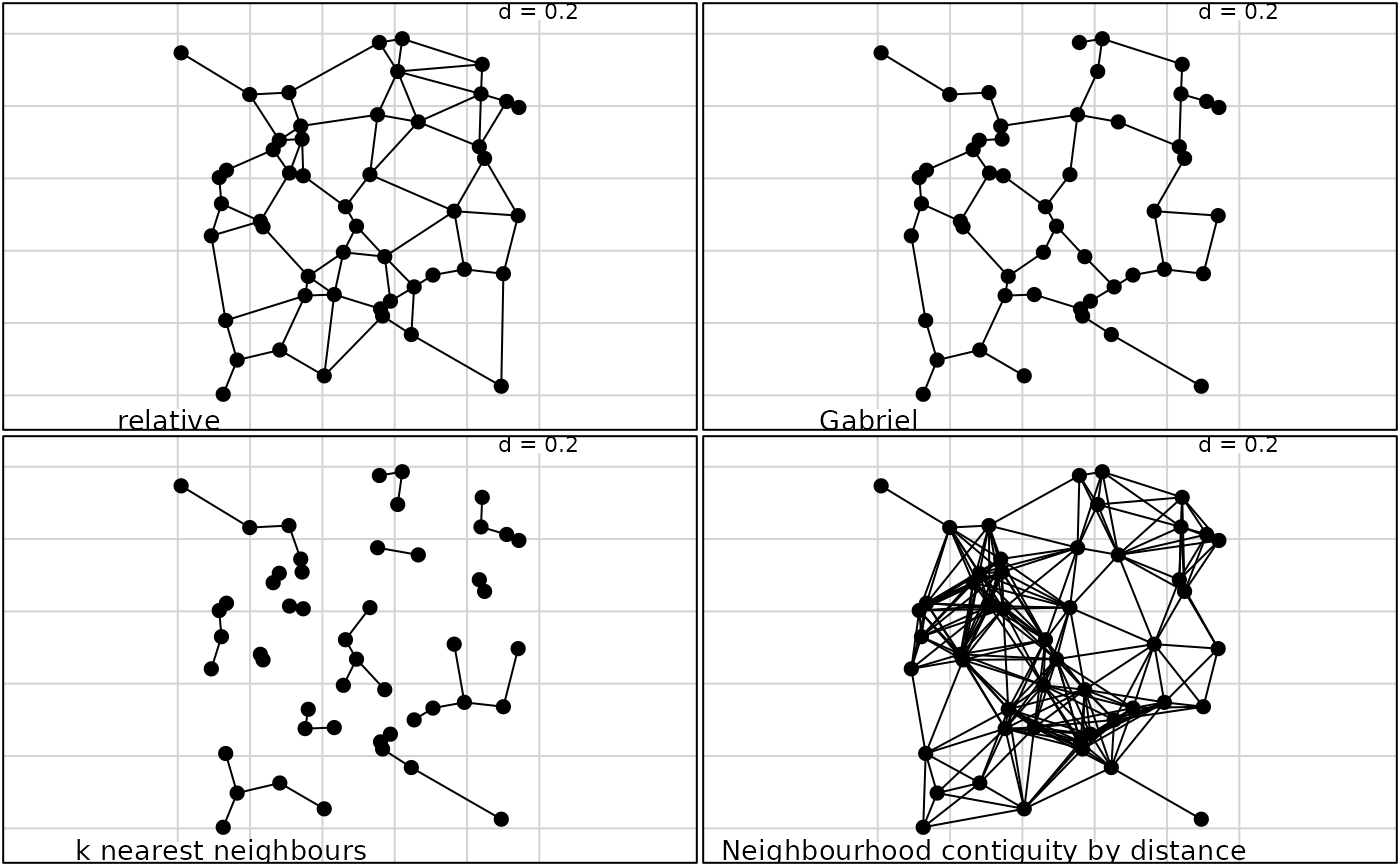 d = 0.2
relative
d = 0.2
Gabriel
d = 0.2
k nearest neighbours
d = 0.2
Neighbourhood contiguity by distance